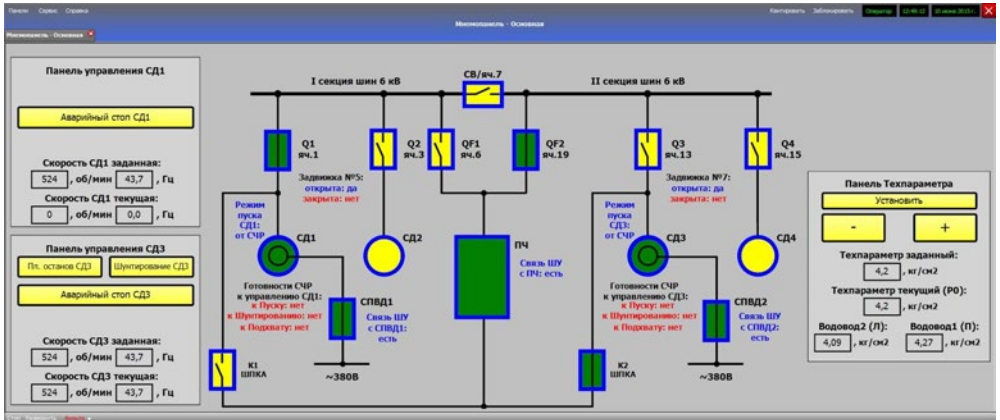 Панели Сервис Справка
Квитировать Заблокировать Оператор 12:46:12
Мнемопанель - Основная
Мнемопанель - Основная
Панель управления СД1
Аварийный стоп СД1
Скорость СД1 заданная:
524 , об/мин 43,7 , Гц
Скорость СД1 текущая:
0 , об/мин 0,0 , Гц
Панель управления СД3
Пл. останов СД3 Шунтирование СД3
Аварийный стоп СД3
Скорость СД3 заданная:
524 , об/мин 43,7 , Гц
Скорость СД3 текущая:
524 , об/мин 43,7 , Гц
I секция шин 6 кВ
СВ/яч.7
II секция шин 6 кВ
Q1
яч.1
Q2
яч.3
QF1
яч.6
QF2
яч.19
Q3
яч.13
Q4
яч.15
Задвижка №5:
открыта: да
закрыта: нет
Режим
пуска
СД1:
от СЧР
СД1
СД2
Готовности СЧР
к управлению СД1:
к Пуску: нет
к Шунтированию: нет
к Подхвату: нет
СПВД1
Связь ШУ
с СПВД1:
есть
К1
ШПКА
~380В
ПЧ
Связь ШУ
с ПЧ: есть
Задвижка №7:
открыта: да
закрыта: нет
Режим
пуска
СД3:
от СЧР
СД3
СД4
Готовности СЧР
к управлению СД3:
к Пуску: нет
к Шунтированию: нет
к Подхвату: нет
СПВД2
Связь ШУ
с СПВД2:
есть
К2
ШПКА
~380В
Панель Техпараметра
Установить
- +
Техпараметр заданный:
4,2 , кг/см2
Техпараметр текущий (P0):
4,2 , кг/см2
Водовод2 (Л): Водовод1 (П):
4,09 , кг/см2 4,27 , кг/см2